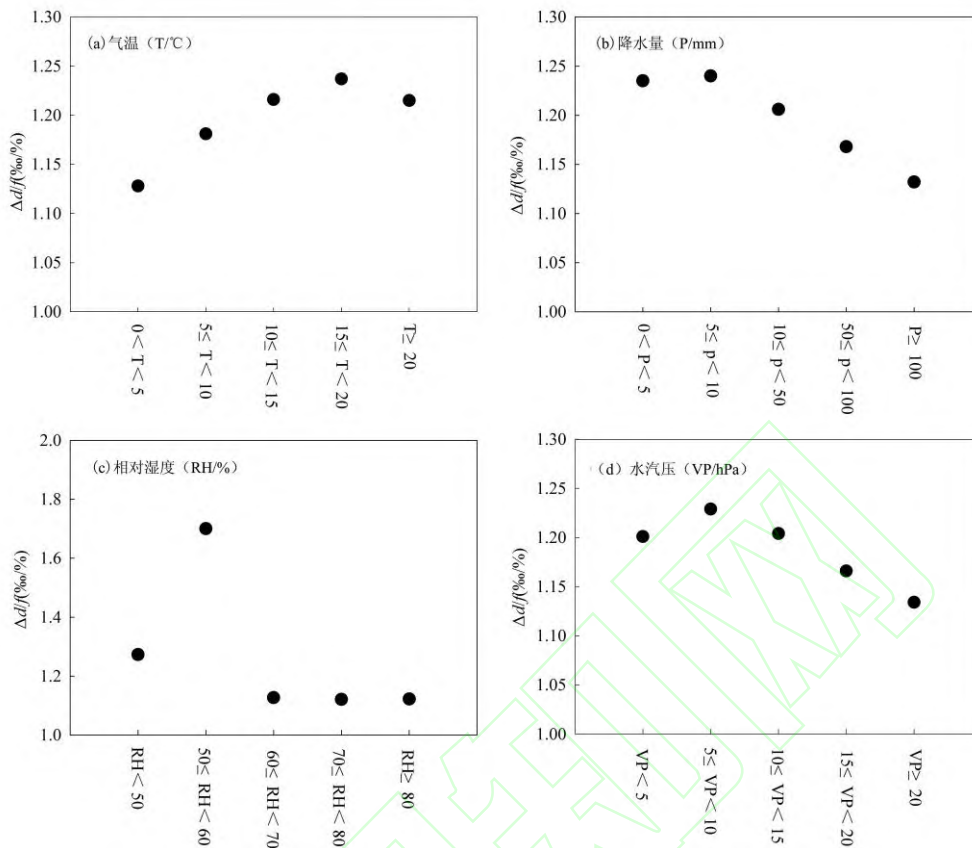 (a) 气温（T/℃）
Δd/f(‰/%)
1.30
1.25
1.20
1.15
1.10
1.05
1.00
0＜T＜5
5≤ T＜10
10≤ T＜15
15≤ T＜20
T≥ 20
(b) 降水量（P/mm）
Δd/f(‰/%)
1.30
1.25
1.20
1.15
1.10
1.05
1.00
0＜P＜5
5≤ p＜10
10≤ p＜50
50≤ p＜100
P≥ 100
(c) 相对湿度（RH/%）
Δd/f(‰/%)
2.0
1.8
1.6
1.4
1.2
1.0
RH＜50
50≤ RH＜60
60≤ RH＜70
70≤ RH＜80
RH≥ 80
（d）水汽压（VP/hPa）
Δd/f(‰/%)
1.30
1.25
1.20
1.15
1.10
1.05
1.00
VP＜5
5≤ VP＜10
10≤ VP＜15
15≤ VP＜20
VP≥ 20